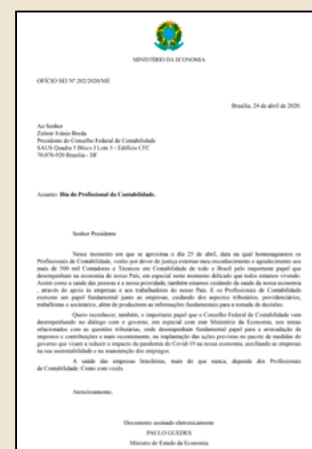 MINISTÉRIO DA ECONOMIA
OFÍCIO SEI Nº 202/2020/ME
Brasília, 24 de abril de 2020.
Ao Senhor
Zulmir Ivânio Breda
Presidente do Conselho Federal de Contabilidade
SAUS Quadra 5 Bloco J Lote 3 - Edifício CFC
70.070-920 Brasília - DF
Assunto: Dia do Profissional da Contabilidade.
Senhor Presidente
Nesse momento em que se aproxima o dia 25 de abril, data na qual homenageamos os
Profissionais de Contabilidade, venho por dever de justiça externar meu reconhecimento e agradecimento aos
mais de 500 mil Contadores e Técnicos em Contabilidade de todo o Brasil pelo importante papel que
desempenham na economia do nosso País, em especial neste momento delicado que todos estamos vivendo.
Assim como a saúde das pessoas é a nossa prioridade, também estamos cuidando da saúde da nossa economia
, através do apoio às empresas e aos trabalhadores do nosso País. E os Profissionais de Contabilidade
exercem um papel fundamental junto às empresas, cuidando dos aspectos tributários, previdenciários,
trabalhistas e societários, além de produzirem as informações fundamentais para a tomada de decisões.
Quero reconhecer, também, o importante papel que o Conselho Federal de Contabilidade vem
desempenhando no diálogo com o governo, em especial com este Ministério da Economia, nos temas
relacionados com as questões tributárias, onde desempenham fundamental papel para a arrecadação de
impostos e contribuições e mais recentemente, na implantação das ações previstas no pacote de medidas do
governo que visam a reduzir o impacto da pandemia do Covid-19 na nossa economia, auxiliando as empresas
na sua sustentabilidade e na manutenção dos empregos.
A saúde das empresas brasileiras, mais do que nunca, depende dos Profissionais
de Contabilidade. Conto com vocês.
Atenciosamente,
Documento assinado eletronicamente
PAULO GUEDES
Ministro de Estado da Economia